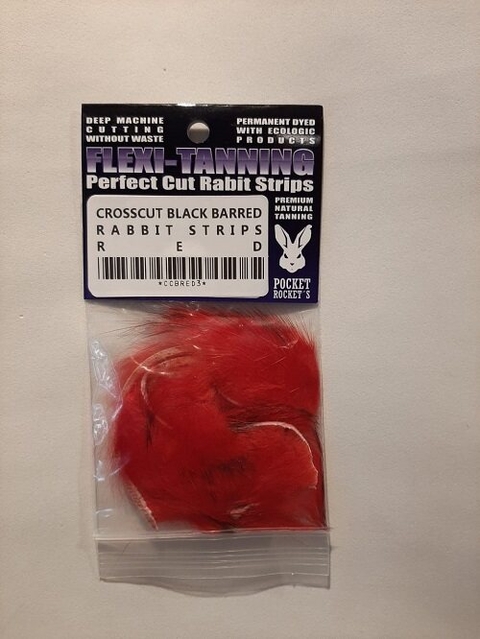 DEEP MACHINE
CUTTING
WITHOUT WASTE
PERMANENT DYED
WITH ECOLOGIC
PRODUCTS
FLEXI-TANNING
Perfect Cut Rabit Strips
CROSSCUT BLACK BARRED
RABBIT STRIPS
RED
*CCBRED3*
PREMIUM
NATURAL
TANNING
POCKET
ROCKET'S